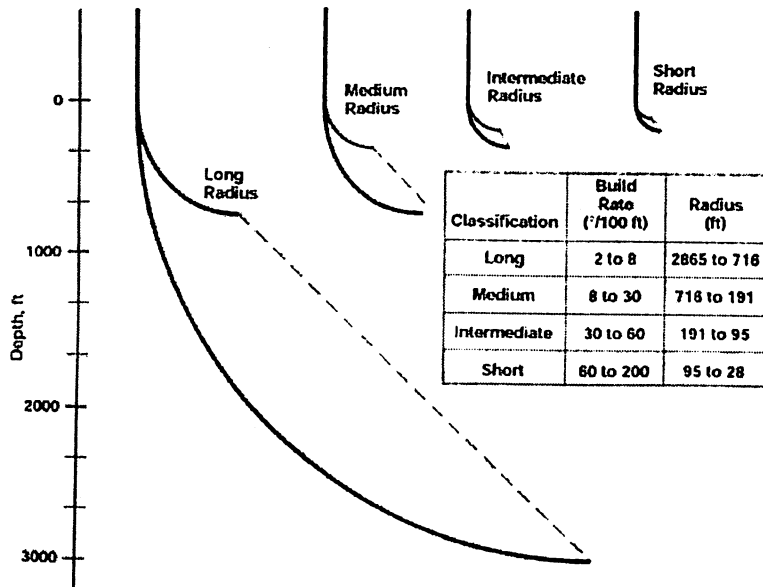 Medium
Radius
Intermediate
Radius
Short
Radius
Long
Radius
Depth, ft
0
1000
2000
3000
Classification Build Rate (°/100 ft) Radius (ft)
Long 2 to 8 2865 to 716
Medium 8 to 30 716 to 191
Intermediate 30 to 60 191 to 95
Short 60 to 200 95 to 28